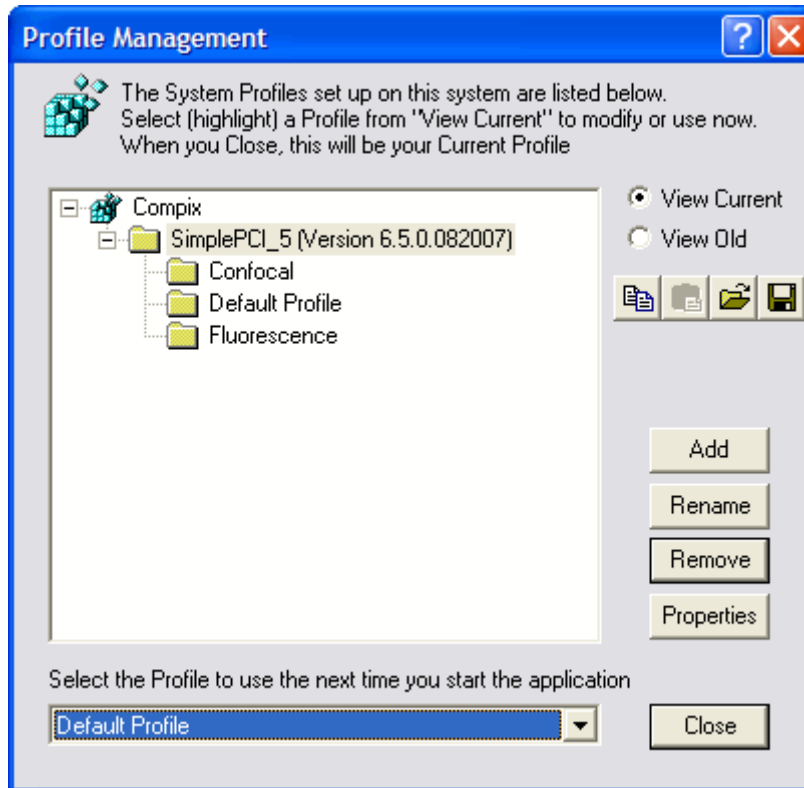 Profile Management
The System Profiles set up on this system are listed below.
Select (highlight) a Profile from "View Current" to modify or use now.
When you Close, this will be your Current Profile
Compix
SimplePCI_5 (Version 6.5.0.082007)
Confocal
Default Profile
Fluorescence
View Current
View Old
Add
Rename
Remove
Properties
Select the Profile to use the next time you start the application
Default Profile
Close